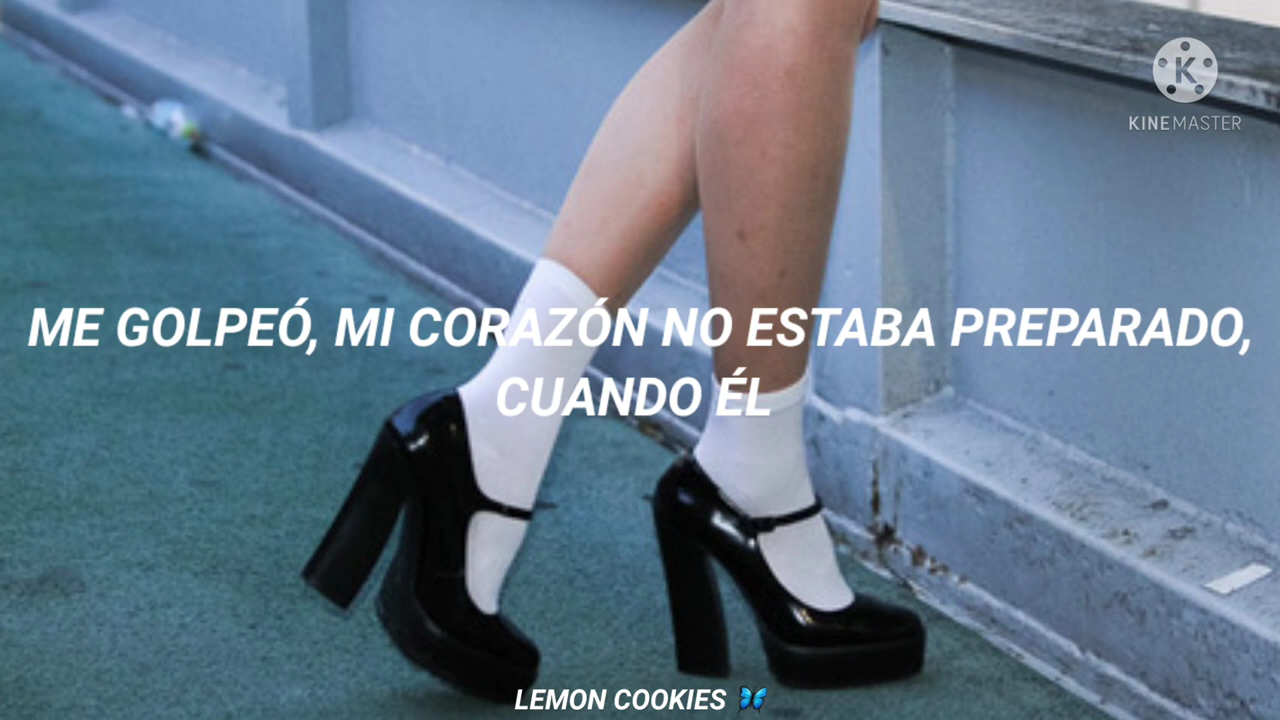 KINEMASTER
ME GOLPEÓ, MI CORAZÓN NO ESTABA PREPARADO,
CUANDO ÉL
LEMON COOKIES 🦋